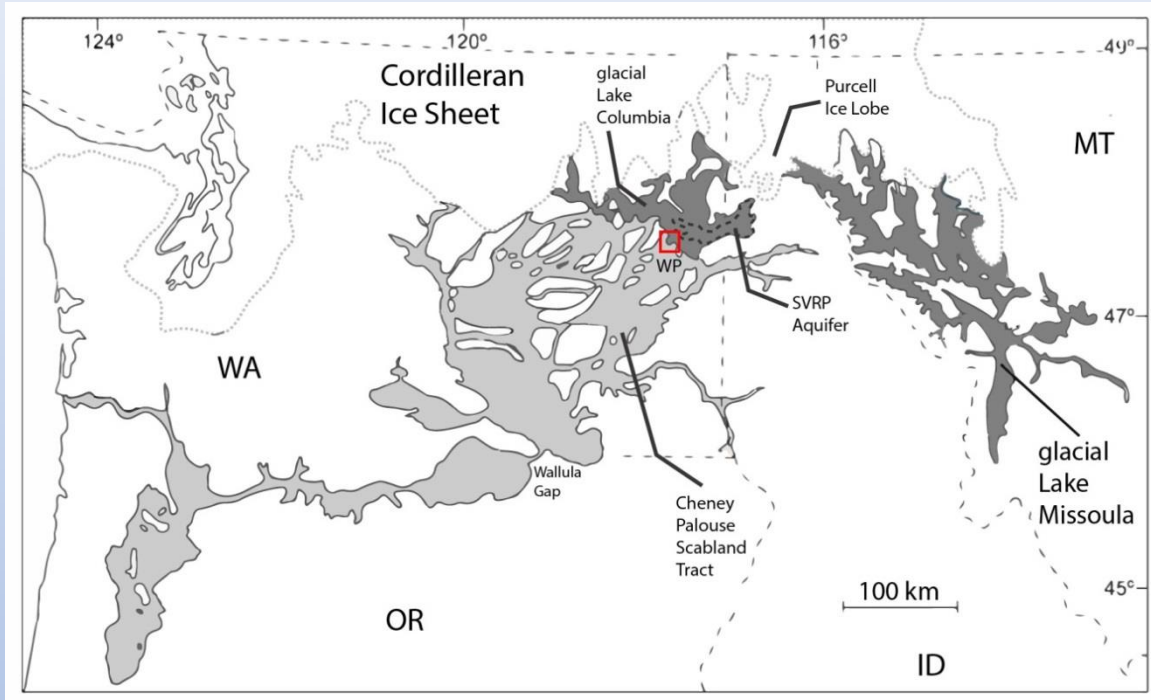 124°
120°
116°
49°
Cordilleran
Ice Sheet
glacial
Lake
Columbia
Purcell
Ice Lobe
MT
WP
SVRP
Aquifer
47°
WA
Wallula
Gap
Cheney
Palouse
Scabland
Tract
glacial
Lake
Missoula
100 km
45°
OR
ID